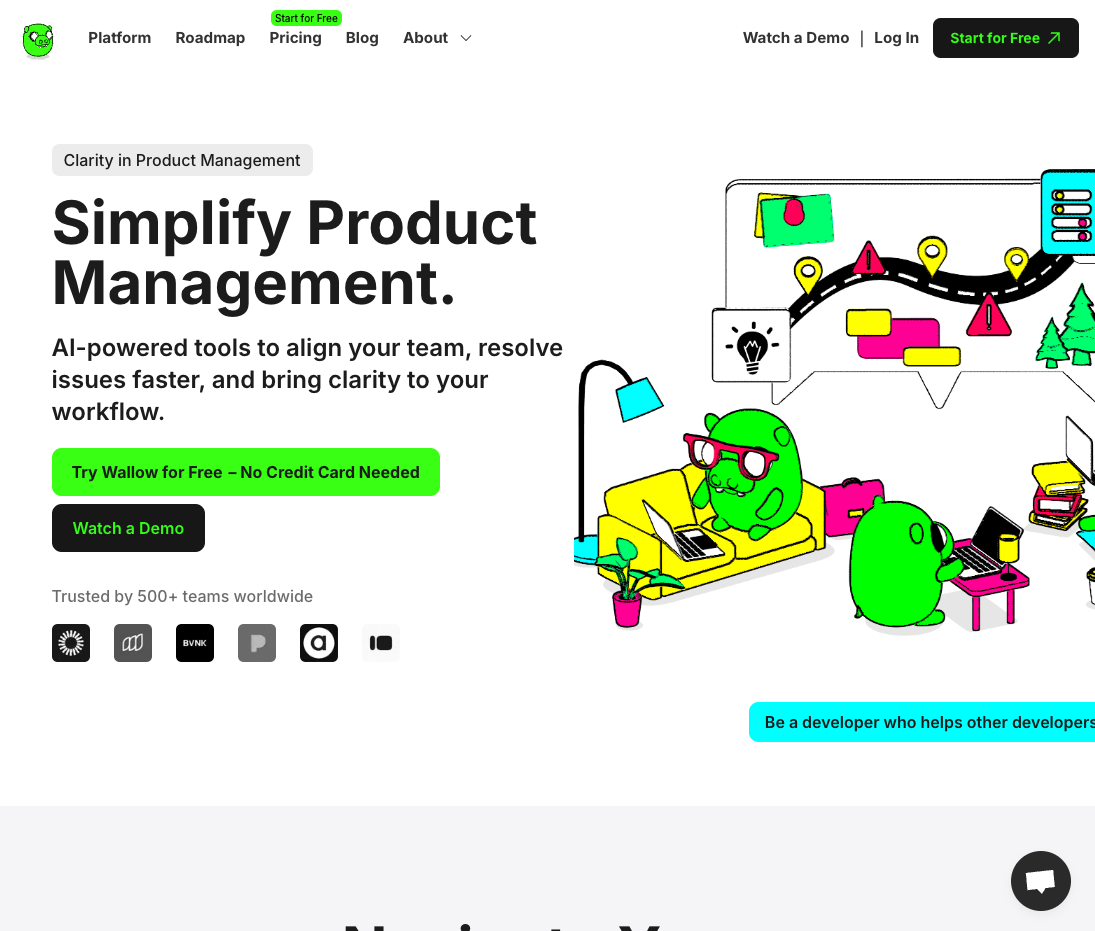 Start for Free
Platform Roadmap Pricing Blog About
Watch a Demo | Log In Start for Free
Clarity in Product Management
Simplify Product
Management.
AI-powered tools to align your team, resolve
issues faster, and bring clarity to your
workflow.
Try Wallow for Free – No Credit Card Needed
Watch a Demo
Trusted by 500+ teams worldwide
BVNK
Be a developer who helps other developers